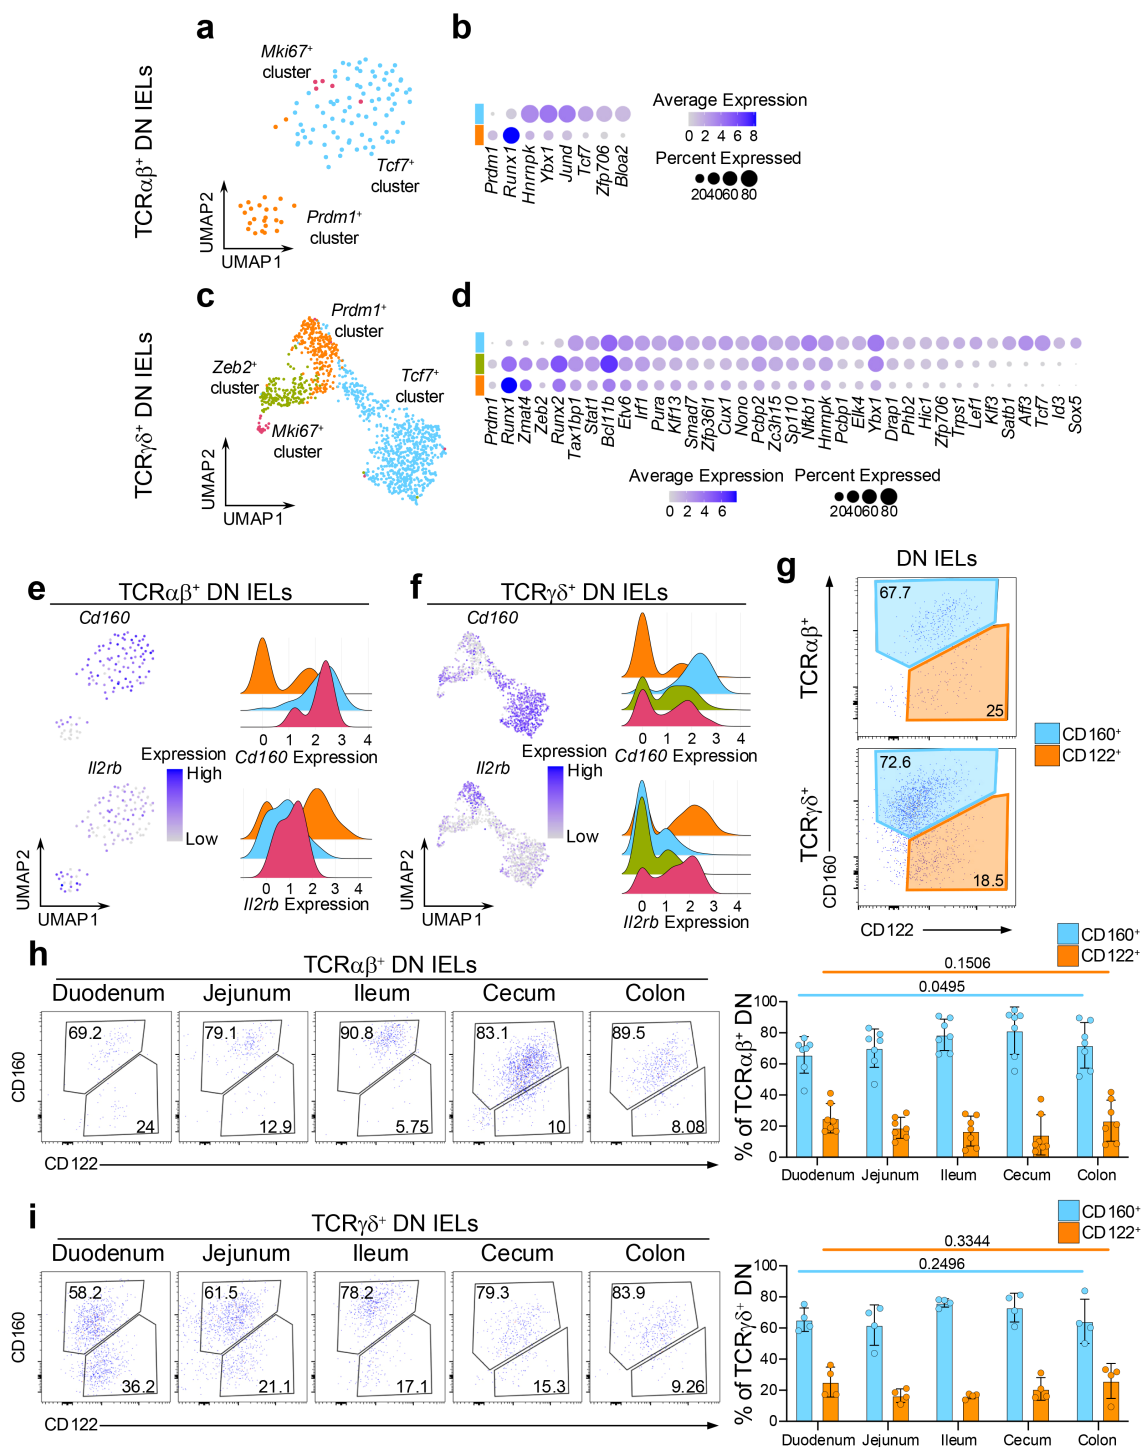 a
TCRαβ⁺ DN IELs
Mki67⁺
cluster
Tcf7⁺
cluster
Prdm1⁺
cluster
UMAP2
UMAP1
b
Prdm1
Runx1
Hnrnpk
Ybx1
Jund
Tcf7
Zfp706
Bloa2
Average Expression
0 2 4 6 8
Percent Expressed
20 40 60 80
c
TCRγδ⁺ DN IELs
Prdm1⁺
cluster
Zeb2⁺
cluster
Tcf7⁺
cluster
Mki67⁺
cluster
UMAP2
UMAP1
d
Prdm1
Runx1
Zmat4
Zeb2
Runx2
Tax1bp1
Stat1
Bcl11b
Etv6
Irf1
Pura
Klf13
Smad7
Zfp36l1
Cux1
Nono
Pcbp2
Zc3h15
Sp110
Nfkb1
Hnrnpk
Pcbp1
Elk4
Ybx1
Drap1
Phb2
Hic1
Zfp706
Trps1
Lef1
Klf3
Satb1
Aff3
Tcf7
Id3
Sox5
Average Expression
0 2 4 6
Percent Expressed
20 40 60 80
e
TCRαβ⁺ DN IELs
Cd160
0 1 2 3 4
Cd160 Expression
Expression
High
Low
Il2rb
0 1 2 3 4
Il2rb Expression
UMAP2
UMAP1
f
TCRγδ⁺ DN IELs
Cd160
0 1 2 3 4
Cd160 Expression
Expression
High
Low
Il2rb
0 1 2 3 4
Il2rb Expression
UMAP2
UMAP1
g
DN IELs
TCRαβ⁺
67.7
25
TCRγδ⁺
72.6
18.5
CD160
CD122
CD160⁺
CD122⁺
h
TCRαβ⁺ DN IELs
Duodenum Jejunum Ileum Cecum Colon
69.2 79.1 90.8 83.1 89.5
24 12.9 5.75 10 8.08
CD160
CD122
CD160⁺
CD122⁺
0.1506
0.0495
% of TCRαβ⁺ DN
100
80
60
40
20
0
Duodenum Jejunum Ileum Cecum Colon
i
TCRγδ⁺ DN IELs
Duodenum Jejunum Ileum Cecum Colon
58.2 61.5 78.2 79.3 83.9
36.2 21.1 17.1 15.3 9.26
CD160
CD122
CD160⁺
CD122⁺
0.3344
0.2496
% of TCRγδ⁺ DN
100
80
60
40
20
0
Duodenum Jejunum Ileum Cecum Colon